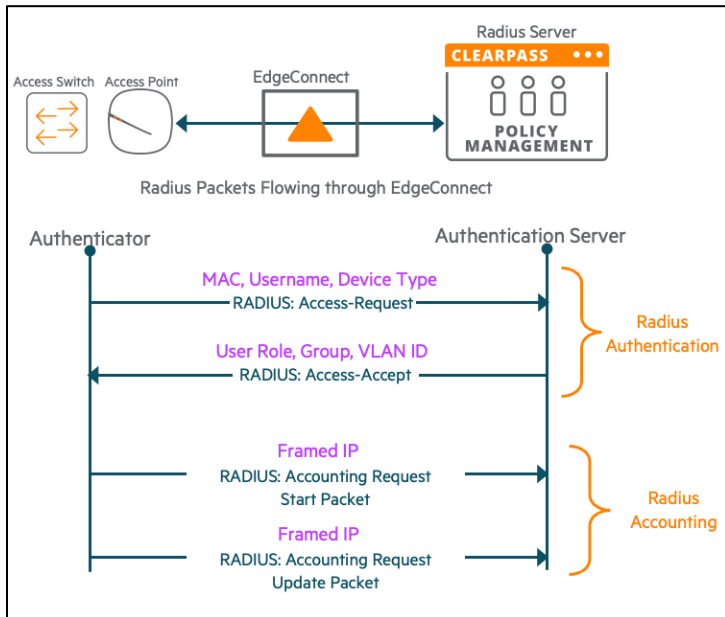 Radius Server
CLEARPASS
Access Switch Access Point
EdgeConnect
POLICY
MANAGEMENT
Radius Packets Flowing through EdgeConnect
Authenticator
Authentication Server
MAC, Username, Device Type
RADIUS: Access-Request
Radius
Authentication
User Role, Group, VLAN ID
RADIUS: Access-Accept
Framed IP
RADIUS: Accounting Request
Start Packet
Radius
Accounting
Framed IP
RADIUS: Accounting Request
Update Packet